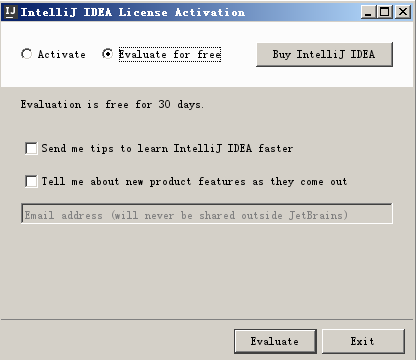 IJ IntelliJ IDEA License Activation
Activate Evaluate for free Buy IntelliJ IDEA
Evaluation is free for 30 days.
Send me tips to learn IntelliJ IDEA faster
Tell me about new product features as they come out
Email address (will never be shared outside JetBrains)
Evaluate Exit